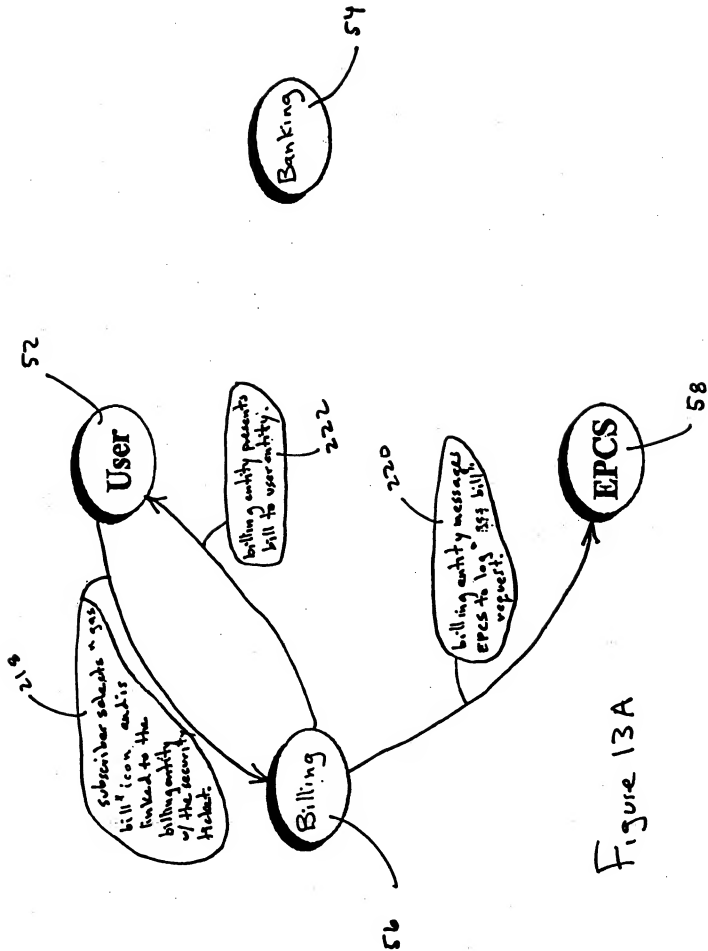 218
subscriber selects "gas
bill" icon and is
linked to the
billing entity
w/ the security
ticket.
52
User
billing entity presents
bill to user entity.
222
54
Banking
56
Billing
220
billing entity messages
EPCS to log "get bill"
request.
58
EPCS
Figure 13A